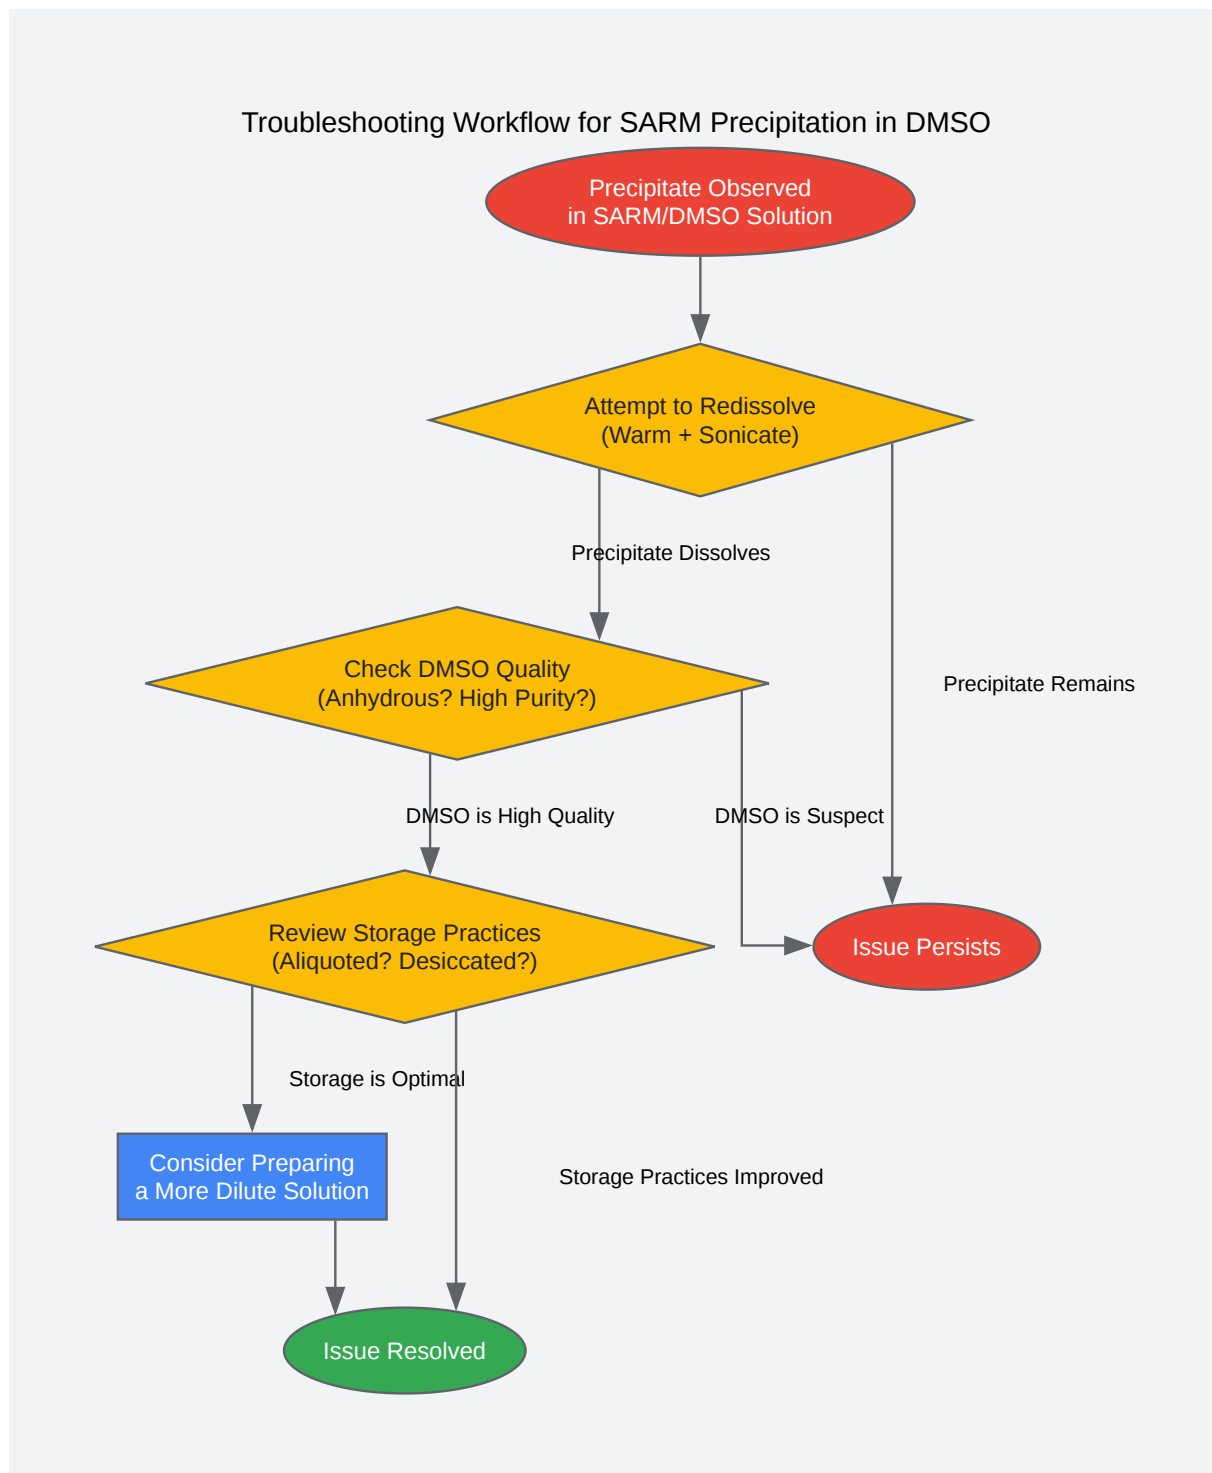 Troubleshooting Workflow for SARM Precipitation in DMSO
Precipitate Observed
in SARM/DMSO Solution
Attempt to Redissolve
(Warm + Sonicate)
Precipitate Dissolves
Check DMSO Quality
(Anhydrous? High Purity?)
Precipitate Remains
DMSO is High Quality
DMSO is Suspect
Review Storage Practices
(Aliquoted? Desiccated?)
Issue Persists
Storage is Optimal
Consider Preparing
a More Dilute Solution
Storage Practices Improved
Issue Resolved